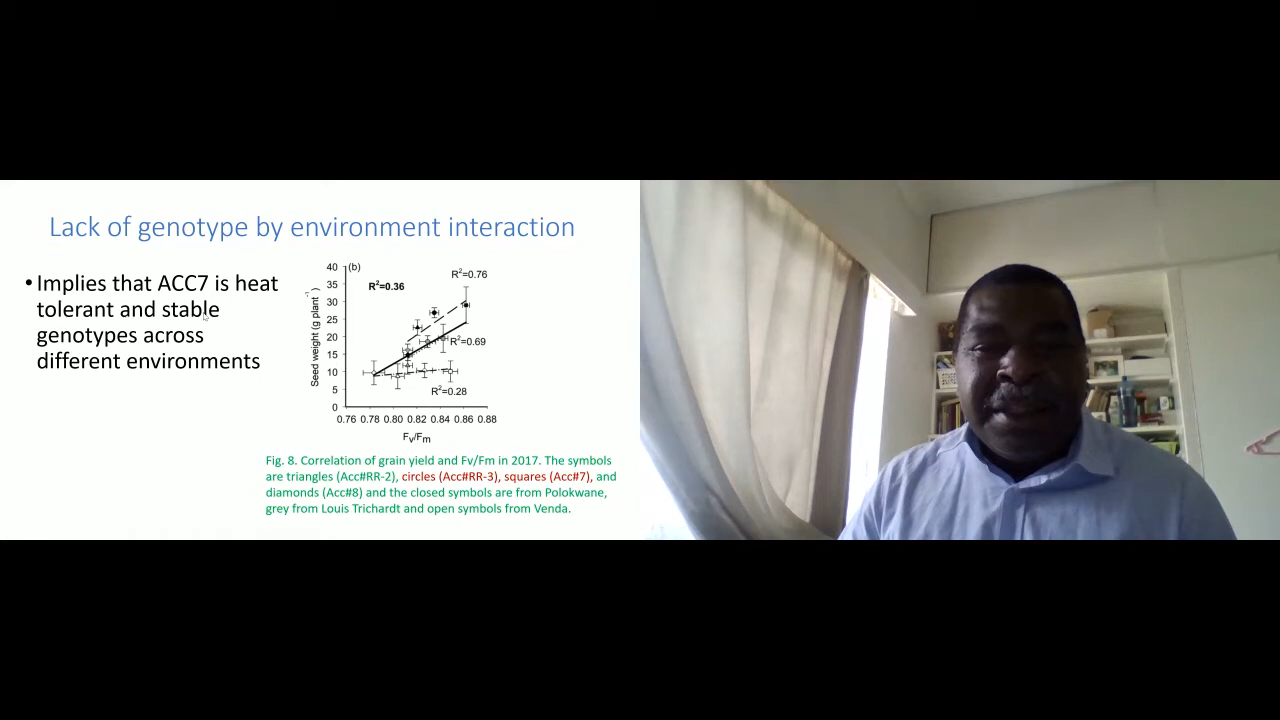 Lack of genotype by environment interaction
• Implies that ACC7 is heat
tolerant and stable
genotypes across
different environments
40
35
30
25
20
15
10
5
0
Seed weight (g plant⁻¹)
(b)
R²=0.36
R²=0.76
R²=0.69
R²=0.28
0.76 0.78 0.80 0.82 0.84 0.86 0.88
Fv/Fm
Fig. 8. Correlation of grain yield and Fv/Fm in 2017. The symbols
are triangles (Acc#RR-2), circles (Acc#RR-3), squares (Acc#7), and
diamonds (Acc#8) and the closed symbols are from Polokwane,
grey from Louis Trichardt and open symbols from Venda.